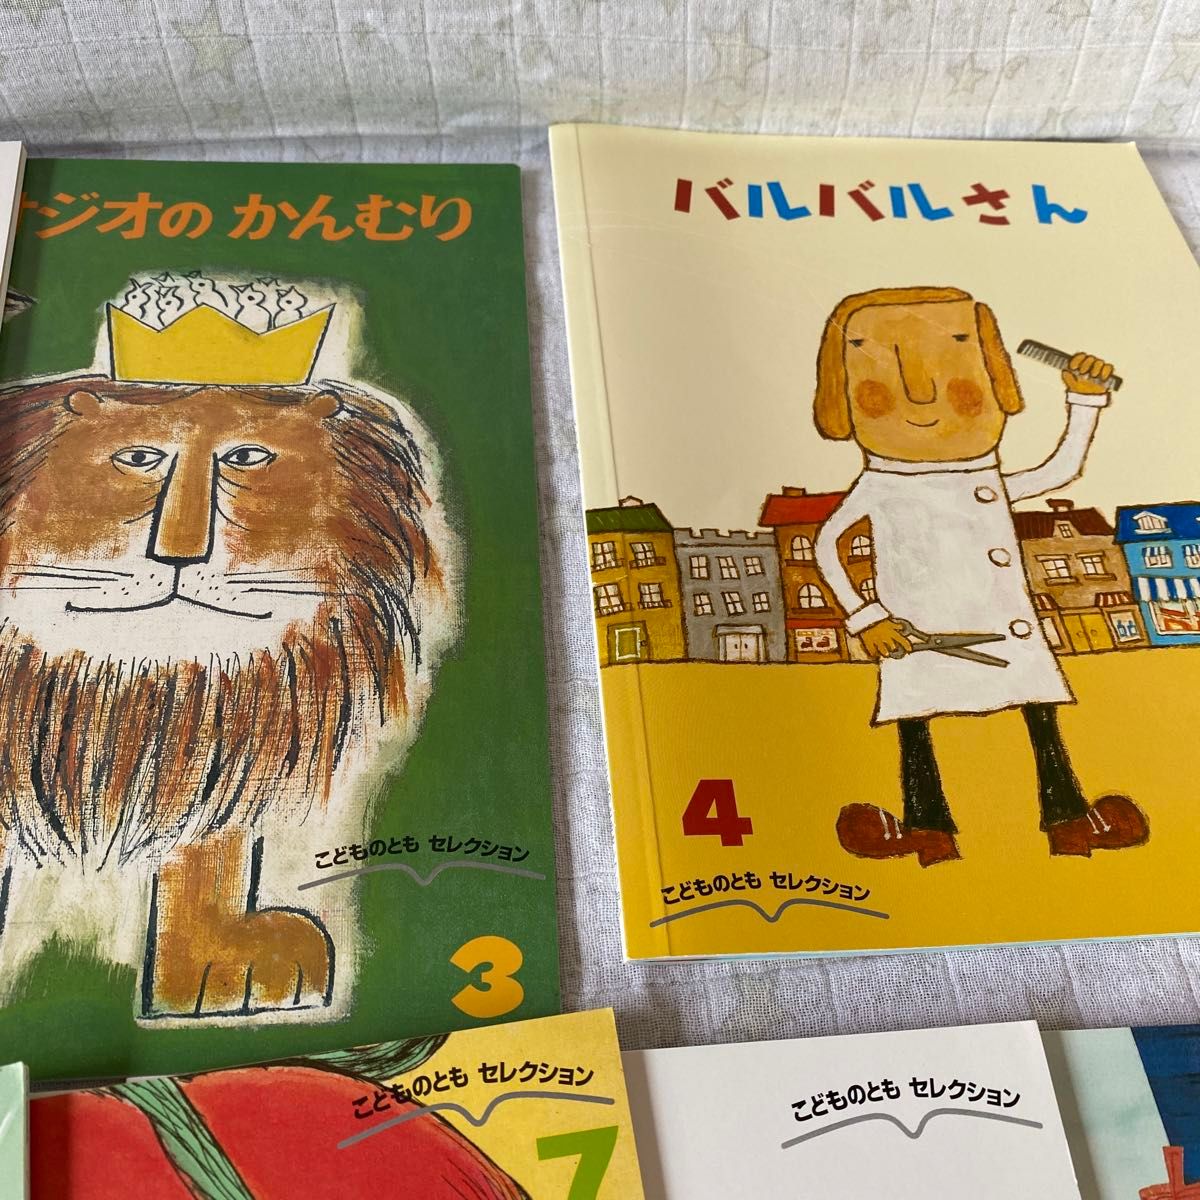 ジオの かんむり
こどものとも セレクション
3
バルバルさん
4
こどものとも セレクション
こどものとも セレクション
7
こどものとも セレクション